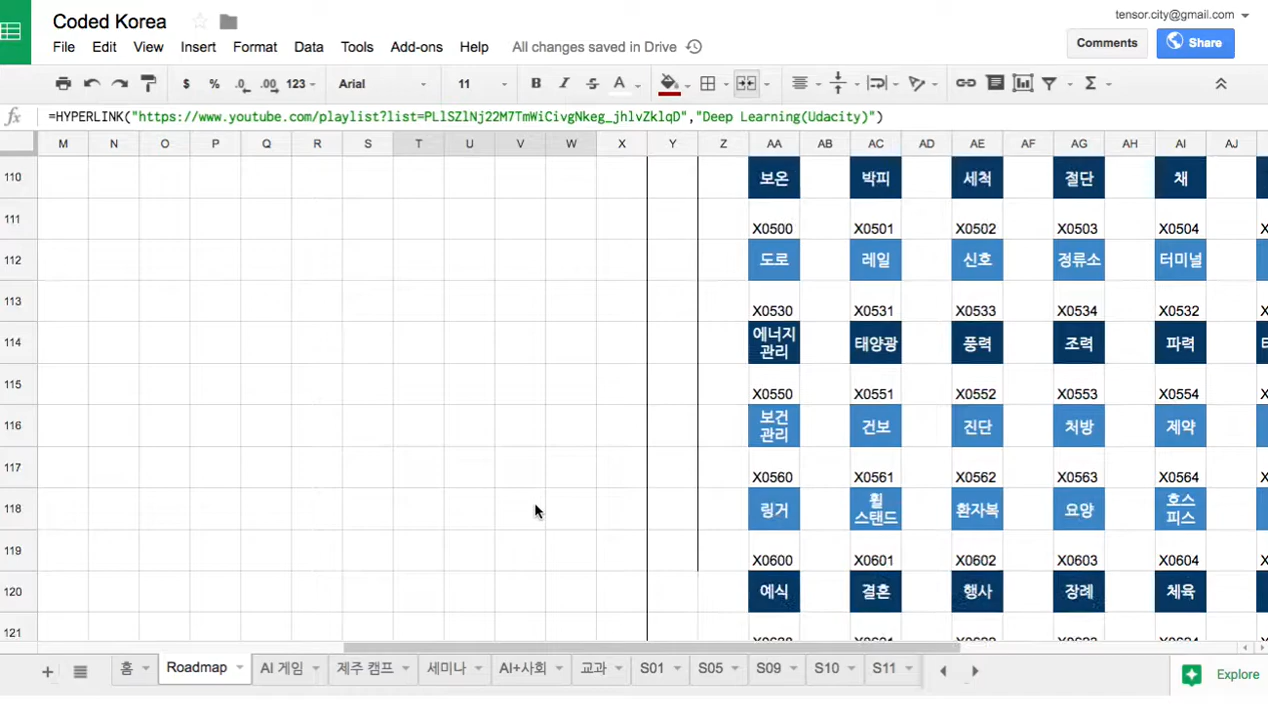 Coded Korea
tensor.city@gmail.com
File Edit View Insert Format Data Tools Add-ons Help All changes saved in Drive
Comments Share
$ % .0 .00 123 Arial 11 B I S A
fx =HYPERLINK("https://www.youtube.com/playlist?list=PLlSZlNj22M7TmWiCivgNkeg_jhlvZklqD","Deep Learning(Udacity)")
M N O P Q R S T U V W X Y Z AA AB AC AD AE AF AG AH AI AJ
110 보온 박피 세척 절단 채
111 X0500 X0501 X0502 X0503 X0504
112 도로 레일 신호 정류소 터미널
113 X0530 X0531 X0533 X0534 X0532
114 에너지 관리 태양광 풍력 조력 파력
115 X0550 X0551 X0552 X0553 X0554
116 보건 관리 건보 진단 처방 제약
117 X0560 X0561 X0562 X0563 X0564
118 링거 휠 스탠드 환자복 요양 호스 피스
119 X0600 X0601 X0602 X0603 X0604
120 예식 결혼 행사 장례 체육
121
홈 Roadmap AI 게임 제주 캠프 세미나 AI+사회 교과 S01 S05 S09 S10 S11
Explore